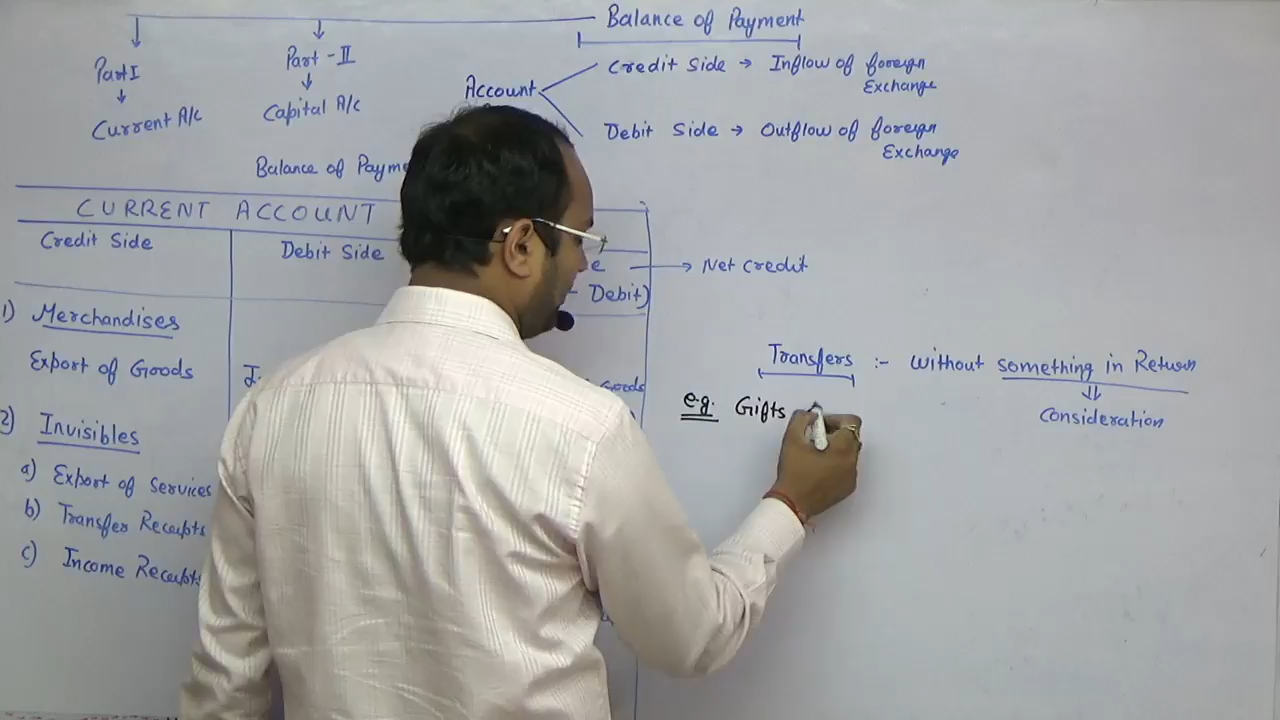 Balance of Payment
Part I
Part - II
Current A/c
Capital A/c
Account
Credit Side → Inflow of foreign
Exchange
Debit Side → Outflow of foreign
Exchange
Balance of
CURRENT ACCOUNT
Credit Side
Debit Side
→ Net credit
- Debit)
1) Merchandises
Export of Goods
Goods
2) Invisibles
a) Export of Services
b) Transfer Receipts
c) Income Receipts
Transfers :- without something in Return
Consideration
e.g. Gifts